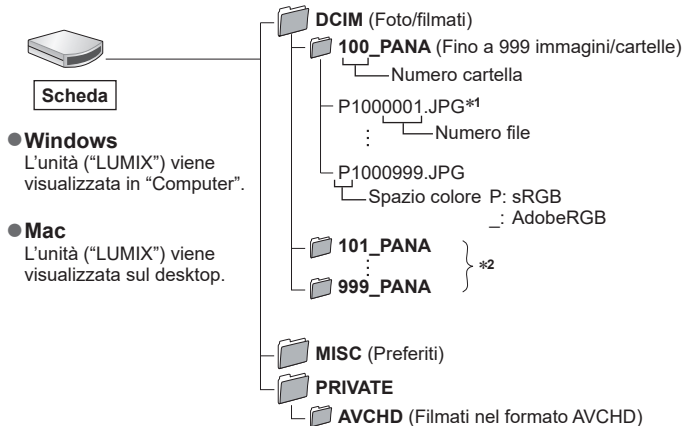 DCIM (Foto/filmati)
100_PANA (Fino a 999 immagini/cartelle)
Numero cartella
Scheda
P1000001.JPG*1
Numero file
●Windows
L'unità ("LUMIX") viene
visualizzata in "Computer".
P1000999.JPG
Spazio colore P: sRGB
_: AdobeRGB
●Mac
L'unità ("LUMIX") viene
visualizzata sul desktop.
101_PANA
*2
999_PANA
MISC (Preferiti)
PRIVATE
AVCHD (Filmati nel formato AVCHD)